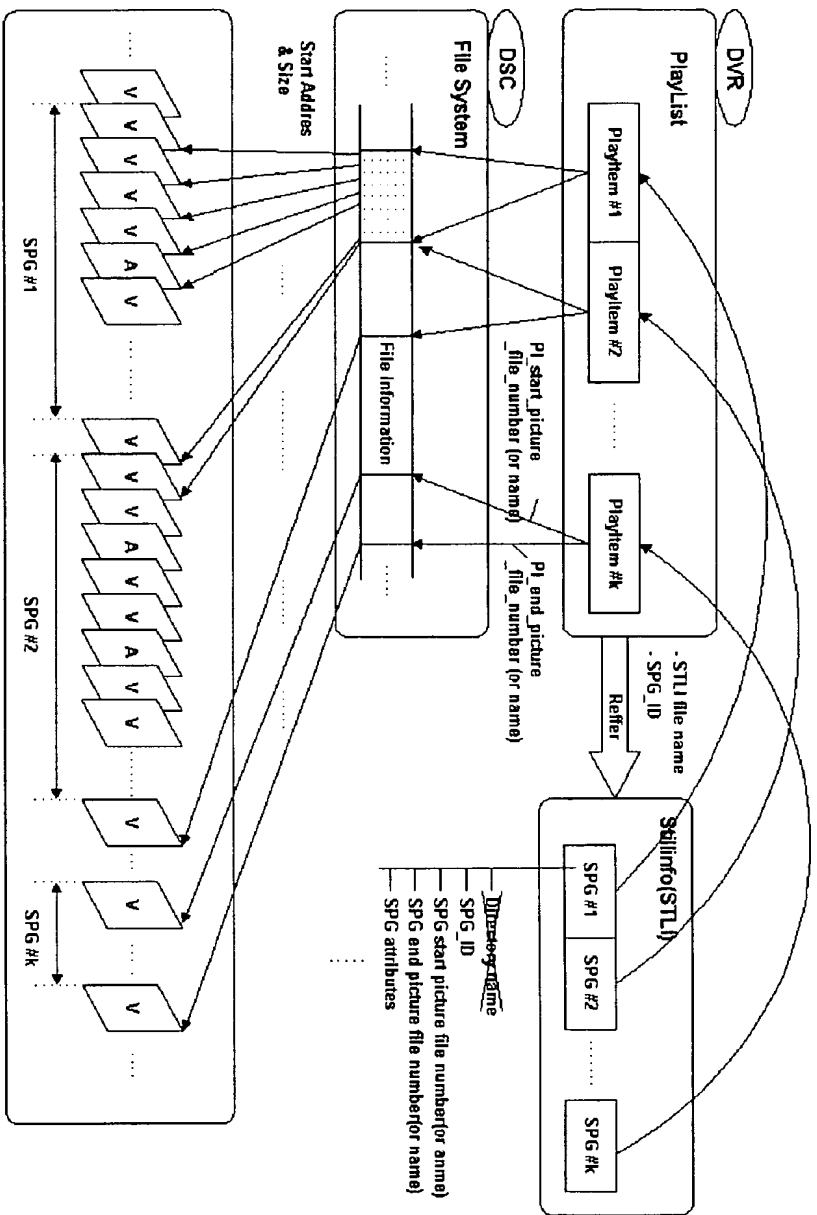 DVR
PlayList
PlayItem #1
PlayItem #2
........
PlayItem #k
Reffer
- STLI file name
- SPG_ID
Stillinfo(STLI)
SPG #1
SPG #2
........
SPG #k
Directory name
SPG_ID
SPG start picture file number(or anme)
SPG end picture file number(or name)
SPG attributes
......
PI_start_picture
_file_number (or name)
PI_end_picture
_file_number (or name)
DSC
File System
......
File Information
......
Start Addres
& Size
......
V
V
V
V
V
A
V
......
V
V
V
A
V
V
A
V
V
......
V
......
V
......
V
......
SPG #1
SPG #2
SPG #k